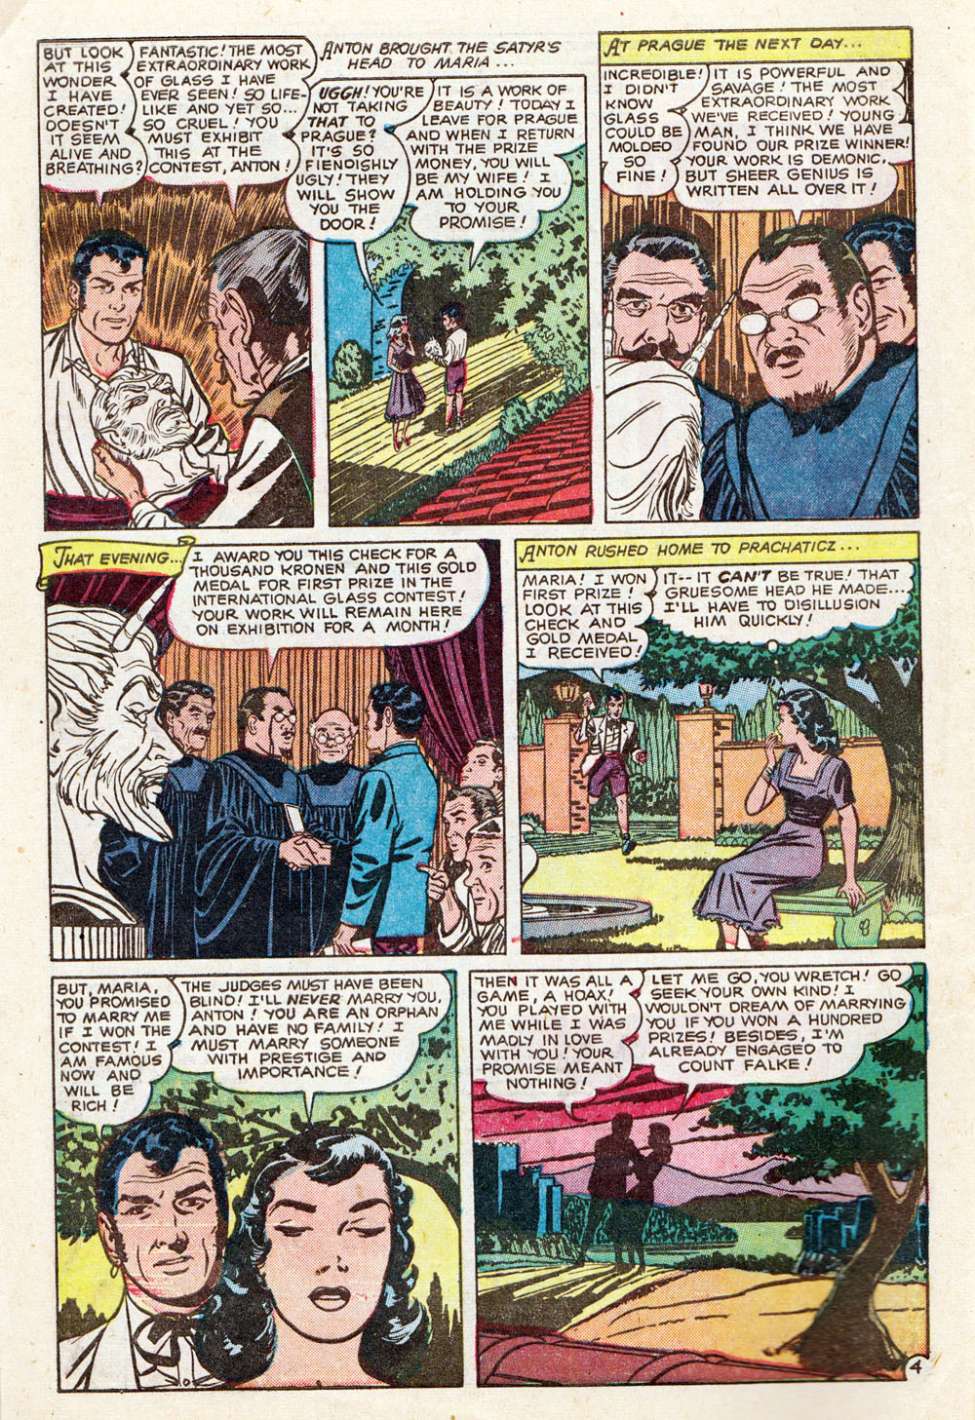 BUT LOOK
AT THIS
WONDER
I HAVE
CREATED!
DOESN'T
IT SEEM
ALIVE AND
BREATHING?
FANTASTIC! THE MOST
EXTRAORDINARY WORK
OF GLASS I HAVE
EVER SEEN! SO LIFE-
LIKE AND YET SO...
SO CRUEL! YOU
MUST EXHIBIT
THIS AT THE
CONTEST, ANTON!
ANTON BROUGHT THE SATYR'S
HEAD TO MARIA...
UGGH! YOU'RE
NOT TAKING
THAT TO
PRAGUE?
IT'S SO
FIENDISHLY
UGLY! THEY
WILL SHOW
YOU THE
DOOR!
IT IS A WORK OF
BEAUTY! TODAY I
LEAVE FOR PRAGUE
AND WHEN I RETURN
WITH THE PRIZE
MONEY, YOU WILL
BE MY WIFE! I
AM HOLDING YOU
TO YOUR
PROMISE!
AT PRAGUE THE NEXT DAY...
INCREDIBLE!
I DIDN'T
KNOW
GLASS
COULD BE
MOLDED
SO
FINE!
IT IS POWERFUL AND
SAVAGE! THE MOST
EXTRAORDINARY WORK
WE'VE RECEIVED! YOUNG
MAN, I THINK WE HAVE
FOUND OUR PRIZE WINNER!
YOUR WORK IS DEMONIC,
BUT SHEER GENIUS IS
WRITTEN ALL OVER IT!
THAT EVENING...
I AWARD YOU THIS CHECK FOR A
THOUSAND KRONEN AND THIS GOLD
MEDAL FOR FIRST PRIZE IN THE
INTERNATIONAL GLASS CONTEST!
YOUR WORK WILL REMAIN HERE
ON EXHIBITION FOR A MONTH!
ANTON RUSHED HOME TO PRACHATICZ...
MARIA! I WON
FIRST PRIZE!
LOOK AT THIS
CHECK AND
GOLD MEDAL
I RECEIVED!
IT-- IT CAN'T BE TRUE! THAT
GRUESOME HEAD HE MADE...
I'LL HAVE TO DISILLUSION
HIM QUICKLY!
BUT, MARIA,
YOU PROMISED
TO MARRY ME
IF I WON THE
CONTEST! I
AM FAMOUS
NOW AND
WILL BE
RICH!
THE JUDGES MUST HAVE BEEN
BLIND! I'LL NEVER MARRY YOU,
ANTON! YOU ARE AN ORPHAN
AND HAVE NO FAMILY! I
MUST MARRY SOMEONE
WITH PRESTIGE AND
IMPORTANCE!
THEN IT WAS ALL A
GAME, A HOAX!
YOU PLAYED WITH
ME WHILE I WAS
MADLY IN LOVE
WITH YOU! YOUR
PROMISE MEANT
NOTHING!
LET ME GO, YOU WRETCH! GO
SEEK YOUR OWN KIND! I
WOULDN'T DREAM OF MARRYING
YOU IF YOU WON A HUNDRED
PRIZES! BESIDES, I'M
ALREADY ENGAGED TO
COUNT FALKE!
4